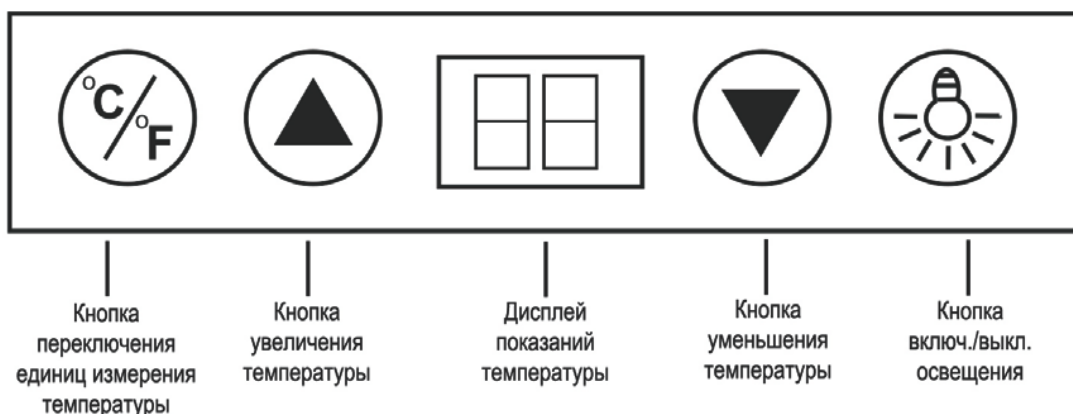 °C/°F
Кнопка
переключения
единиц измерения
температуры
Кнопка
увеличения
температуры
Дисплей
показаний
температуры
Кнопка
уменьшения
температуры
Кнопка
включ./выкл.
освещения